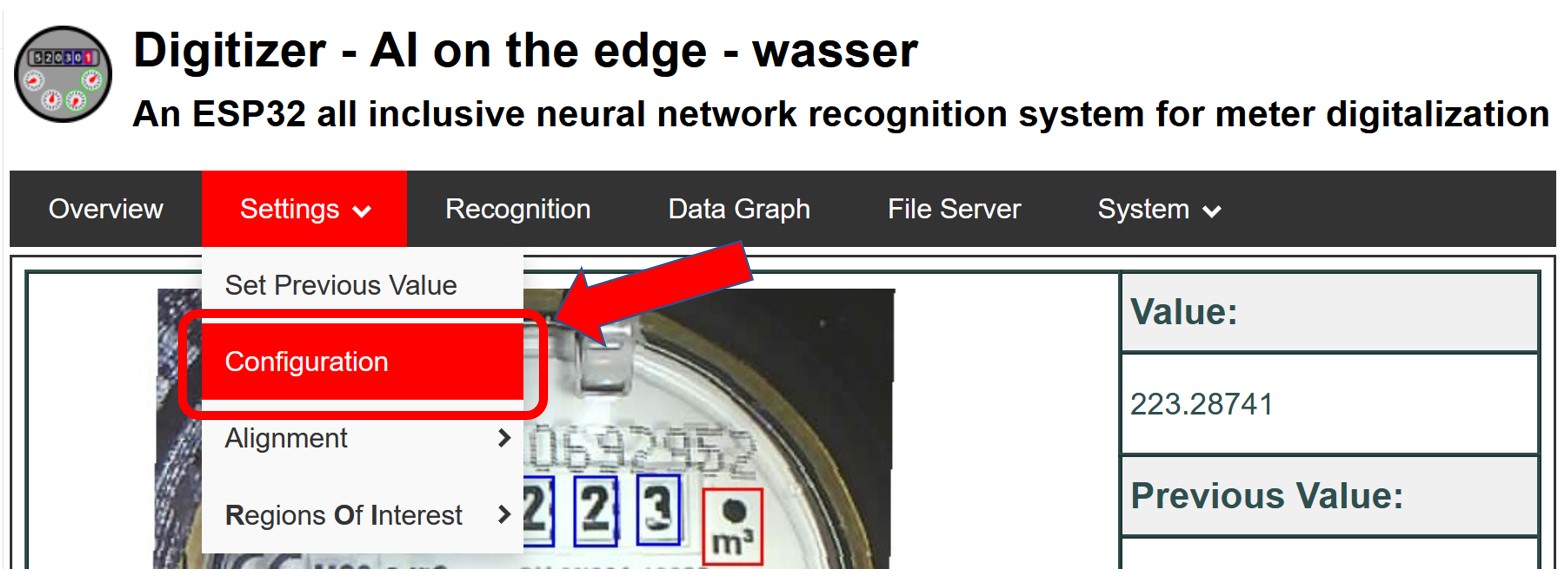 520301
Digitizer - AI on the edge - wasser
An ESP32 all inclusive neural network recognition system for meter digitalization
Overview
Settings
Recognition
Data Graph
File Server
System
Set Previous Value
Configuration
Alignment
Regions Of Interest
0692952
2 2 3
m³
Value:
223.28741
Previous Value: